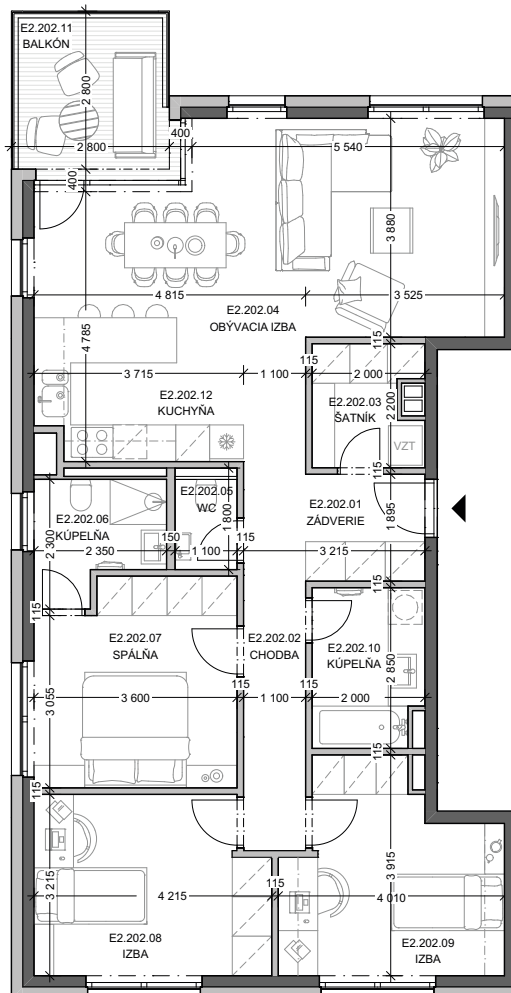 E2.202.11
BALKÓN
2 800
2 800
400
400
5 540
3 880
4 815
3 525
E2.202.04
OBÝVACIA IZBA
4 785
115
115
3 715
1 100
2 000
E2.202.12
KUCHYŇA
E2.202.03
ŠATNÍK
2 200
VZT
115
E2.202.05
WC
E2.202.01
ZÁDVERIE
1 895
E2.202.06
KÚPEĽŇA
2 300
2 350
150
1 100
1 800
115
3 215
115
115
E2.202.07
SPÁLŇA
E2.202.02
CHODBA
E2.202.10
KÚPEĽŇA
2 850
3 055
3 600
115
1 100
115
2 000
115
115
3 215
4 215
115
3 915
4 010
E2.202.08
IZBA
E2.202.09
IZBA